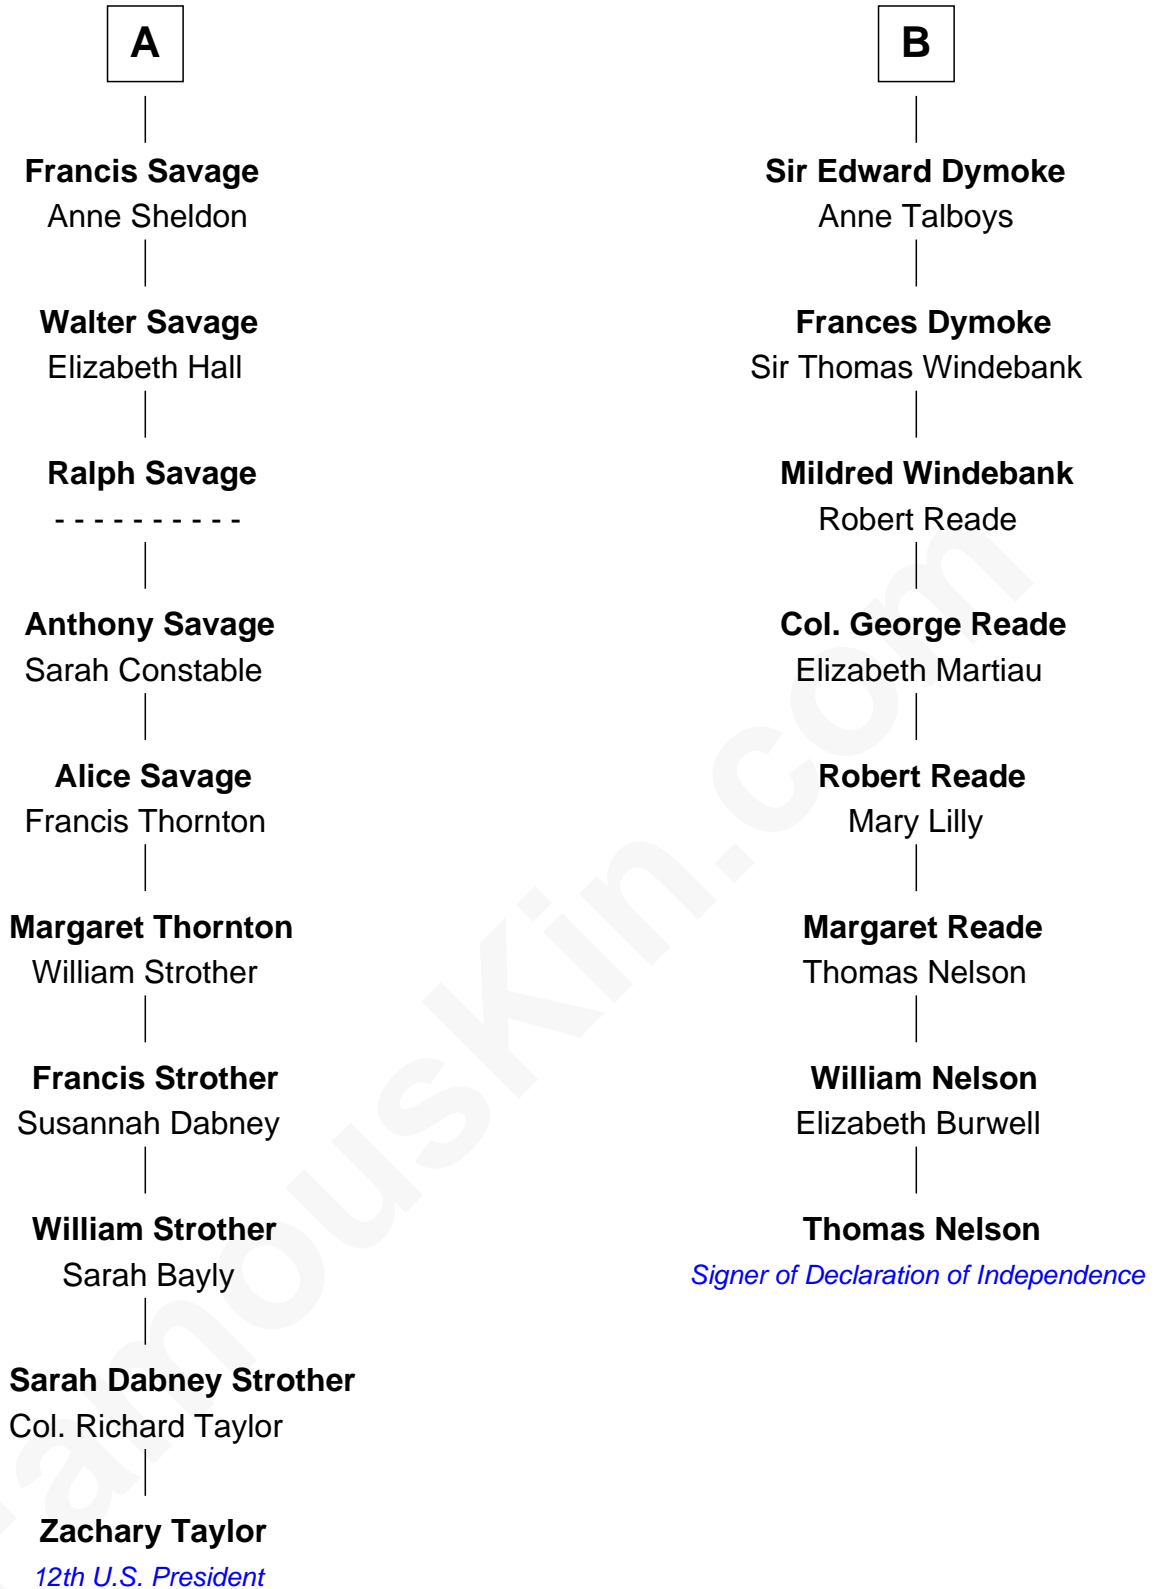 A
Francis Savage
Anne Sheldon
Walter Savage
Elizabeth Hall
Ralph Savage
- - - - - - - - - -
Anthony Savage
Sarah Constable
Alice Savage
Francis Thornton
Margaret Thornton
William Strother
Francis Strother
Susannah Dabney
William Strother
Sarah Bayly
Sarah Dabney Strother
Col. Richard Taylor
Zachary Taylor
12th U.S. President
B
Sir Edward Dymoke
Anne Talboys
Frances Dymoke
Sir Thomas Windebank
Mildred Windebank
Robert Reade
Col. George Reade
Elizabeth Martiau
Robert Reade
Mary Lilly
Margaret Reade
Thomas Nelson
William Nelson
Elizabeth Burwell
Thomas Nelson
Signer of Declaration of Independence
FamousKin.com